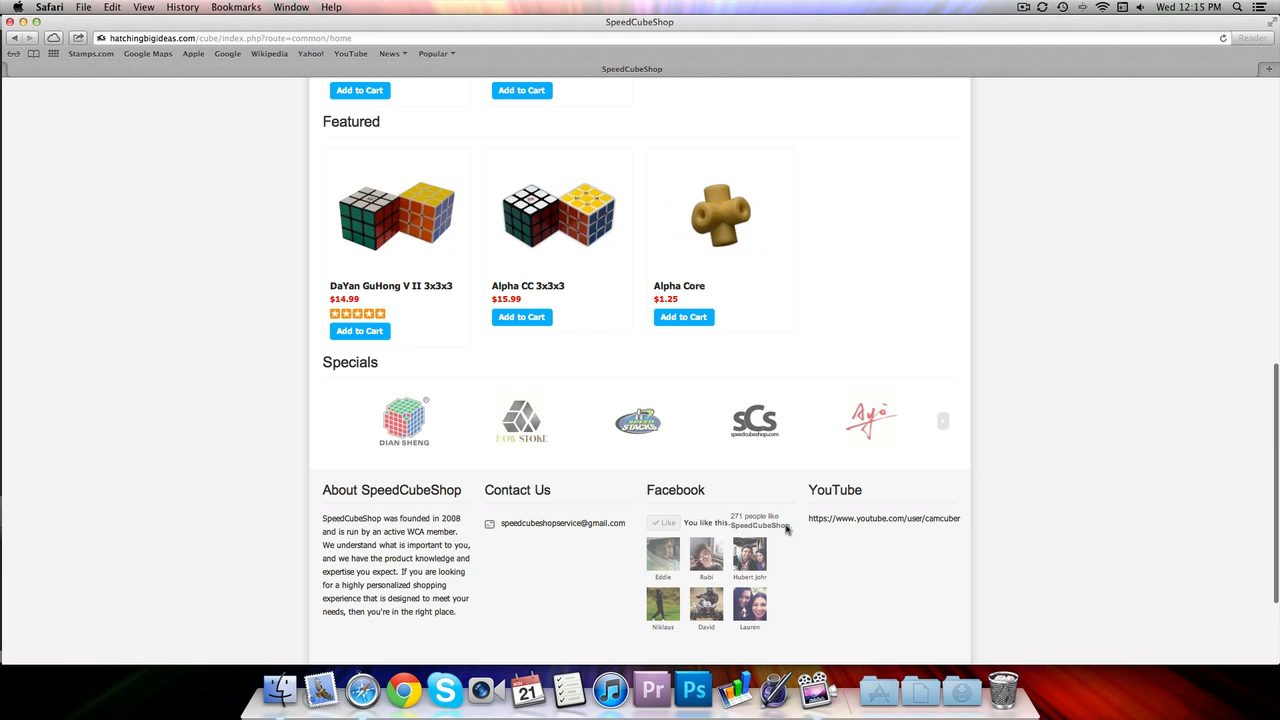 Safari File Edit View History Bookmarks Window Help
Wed 12:15 PM
SpeedCubeShop
hatchingbigideas.com/cube/index.php?route=common/home
Reader
Stamps.com Google Maps Apple Google Wikipedia Yahoo! YouTube News Popular
SpeedCubeShop
Add to Cart Add to Cart
Featured
DaYan GuHong V II 3x3x3 Alpha CC 3x3x3 Alpha Core
$14.99 $15.99 $1.25
Add to Cart Add to Cart
Add to Cart
Specials
DIAN SHENG
SPEED STACKS
SCS
speedcubeshop.com
About SpeedCubeShop
SpeedCubeShop was founded in 2008
and is run by an active WCA member.
We understand what is important to you,
and we have the product knowledge and
expertise you expect. If you are looking
for a highly personalized shopping
experience that is designed to meet your
needs, then you're in the right place.
Contact Us
speedcubeshopservice@gmail.com
Facebook
Like You like this.
271 people like
SpeedCubeShop.
Eddie Rubi Hubert John
Niklaus David Lauren
YouTube
https://www.youtube.com/user/camcuber
NOV
21
Pr Ps